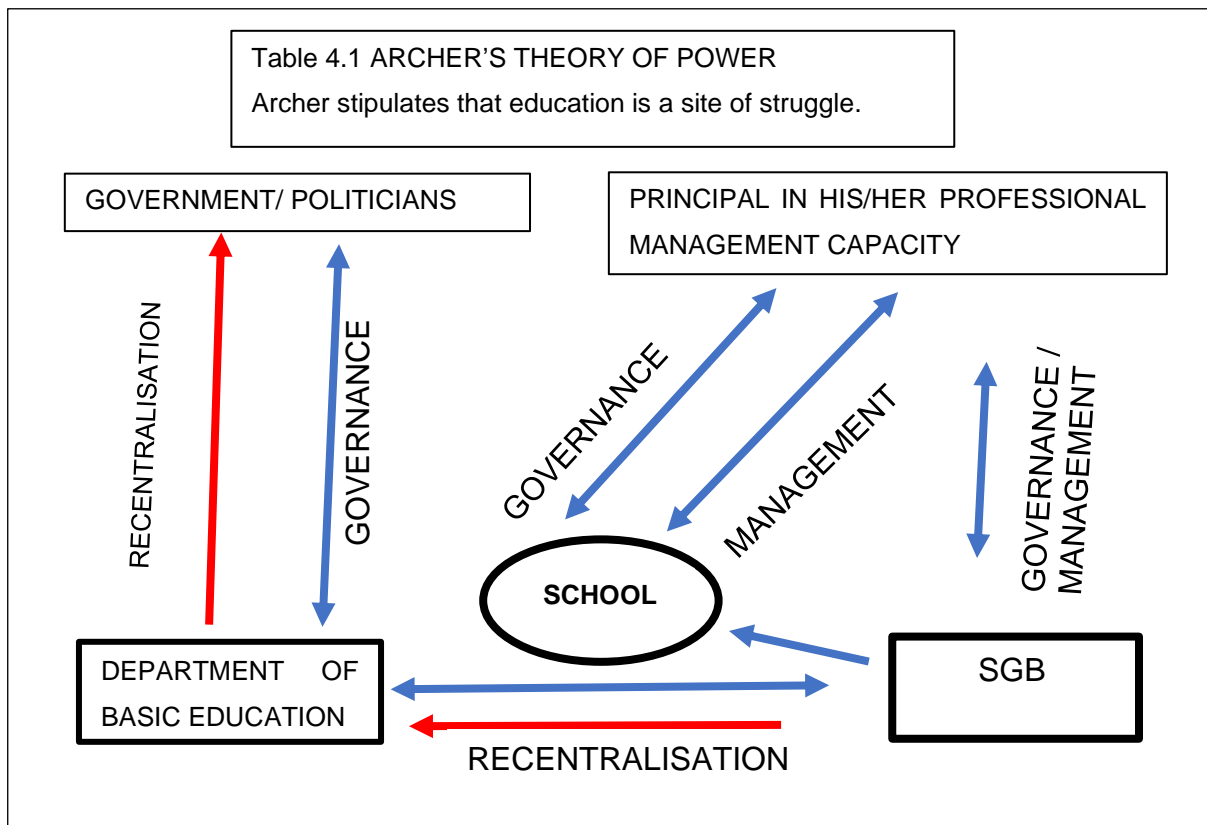 Table 4.1 ARCHER’S THEORY OF POWER
Archer stipulates that education is a site of struggle.
GOVERNMENT/ POLITICIANS
PRINCIPAL IN HIS/HER PROFESSIONAL
MANAGEMENT CAPACITY
RECENTRALISATION
GOVERNANCE
GOVERNANCE
MANAGEMENT
GOVERNANCE /
MANAGEMENT
SCHOOL
DEPARTMENT OF
BASIC EDUCATION
SGB
RECENTRALISATION